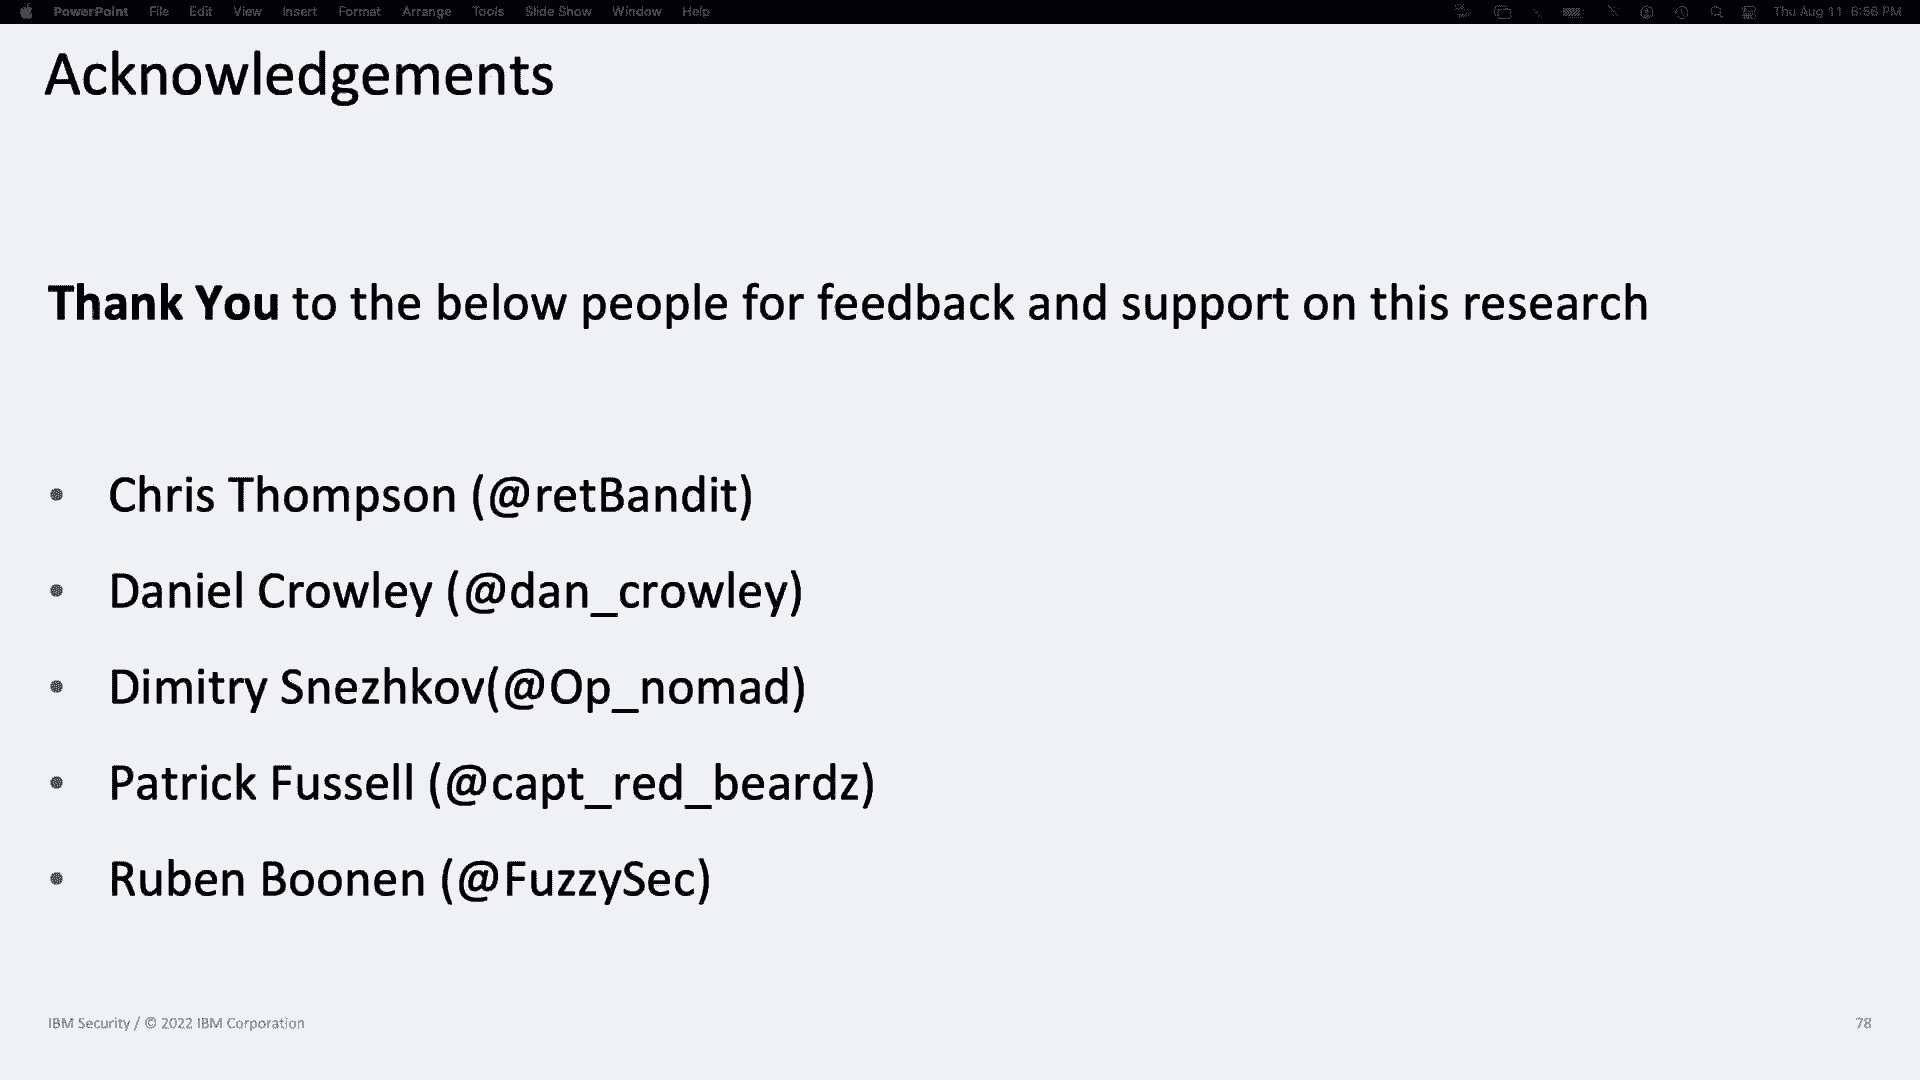 PowerPoint File Edit View Insert Format Arrange Tools Slide Show Window Help Thu Aug 11 6:56 PM
Acknowledgements
Thank You to the below people for feedback and support on this research
• Chris Thompson (@retBandit)
• Daniel Crowley (@dan_crowley)
• Dimitry Snezhkov(@Op_nomad)
• Patrick Fussell (@capt_red_beardz)
• Ruben Boonen (@FuzzySec)
IBM Security / © 2022 IBM Corporation 78